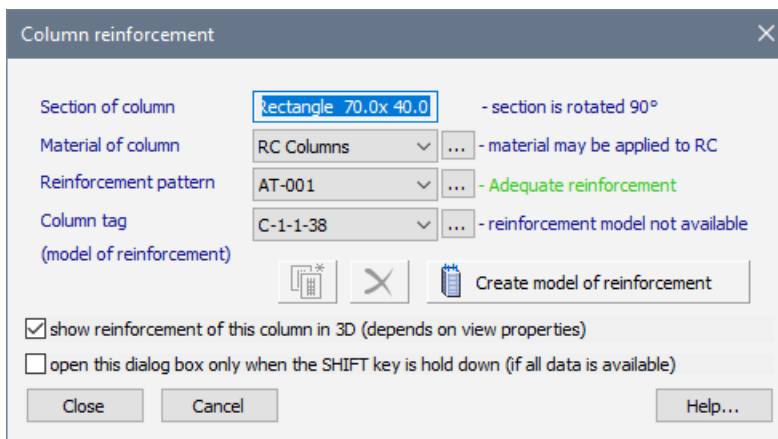 Column reinforcement
Section of column Rectangle 70.0x 40.0 - section is rotated 90°
Material of column RC Columns ... - material may be applied to RC
Reinforcement pattern AT-001 ... - Adequate reinforcement
Column tag C-1-1-38 ... - reinforcement model not available
(model of reinforcement)
Create model of reinforcement
show reinforcement of this column in 3D (depends on view properties)
open this dialog box only when the SHIFT key is hold down (if all data is available)
Close Cancel Help...